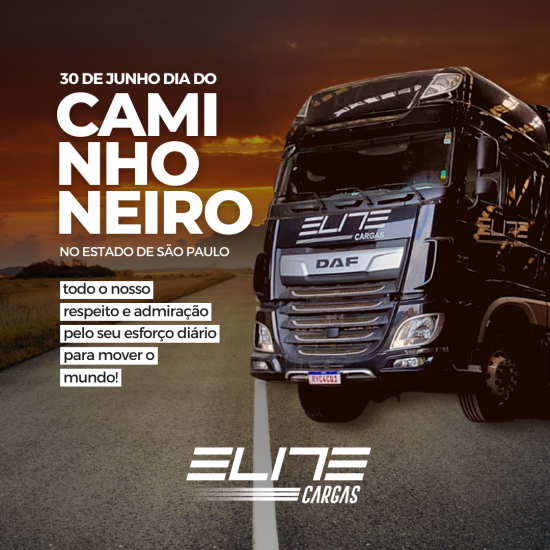 30 DE JUNHO DIA DO
CAMI
NHO
NEIRO
NO ESTADO DE SÃO PAULO
todo o nosso
respeito e admiração
pelo seu esforço diário
para mover o
mundo!
ELITE
CARGAS
DAF
ELITE
CARGAS